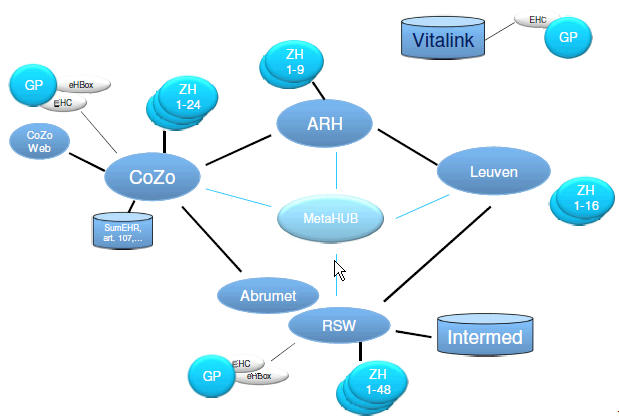 EHC
Vitalink
GP
ZH
1-9
GP
eHBox
EHC
ZH
1-24
ARH
CoZo
Web
CoZo
Leuven
ZH
1-16
MetaHUB
SumEHR,
art. 107,...
Abrumet
RSW
Intermed
EHC
GP
eHBox
ZH
1-48